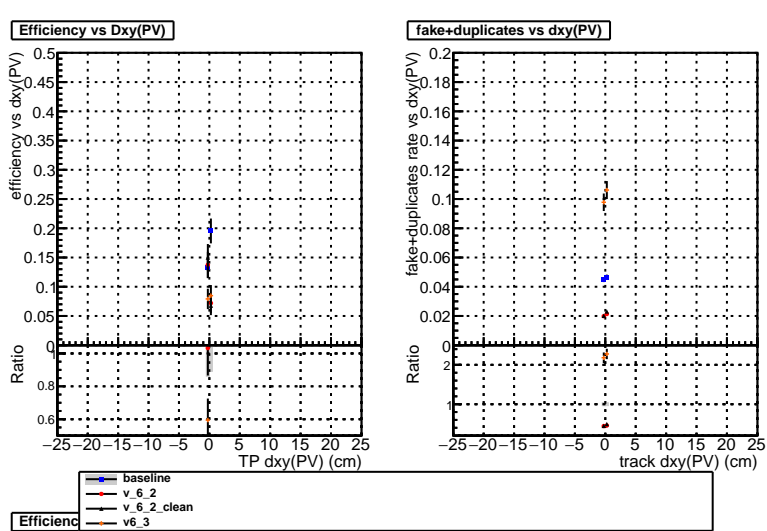 Efficiency vs Dxy(PV)
efficiency vs dxy(PV)
0.5
0.45
0.4
0.35
0.3
0.25
0.2
0.15
0.1
0.05
0
Ratio
1
0.8
0.6
−25 −20 −15 −10 −5 0 5 10 15 20 25
TP dxy(PV) (cm)
fake+duplicates vs dxy(PV)
fake+duplicates rate vs dxy(PV)
0.2
0.18
0.16
0.14
0.12
0.1
0.08
0.06
0.04
0.02
0
Ratio
2
1
−25 −20 −15 −10 −5 0 5 10 15 20 25
track dxy(PV) (cm)
baseline
v_6_2
v_6_2_clean
v6_3
Efficienc